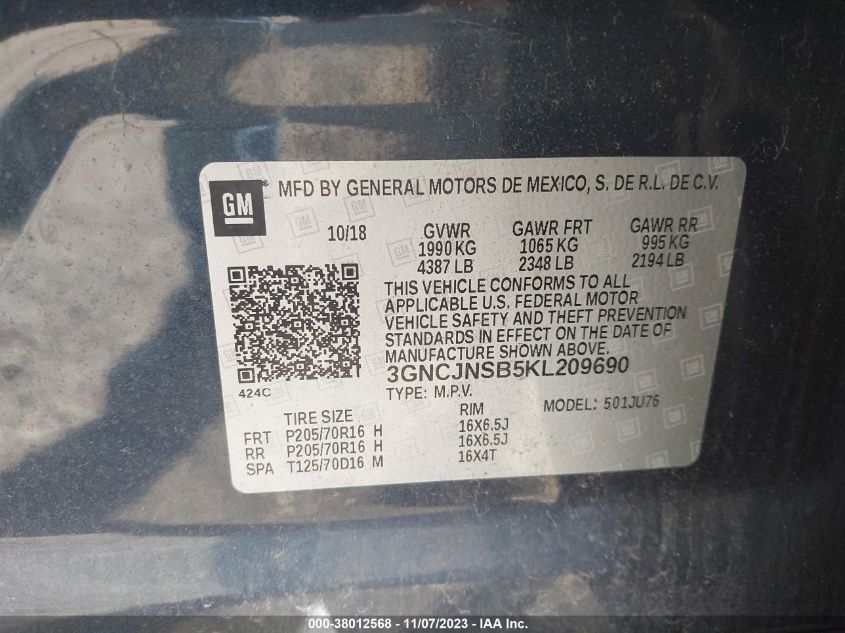 GM
MFD BY GENERAL MOTORS DE MEXICO, S. DE R.L. DE C.V.
10/18 GVWR GAWR FRT GAWR RR
1990 KG 1065 KG 995 KG
4387 LB 2348 LB 2194 LB
THIS VEHICLE CONFORMS TO ALL
APPLICABLE U.S. FEDERAL MOTOR
VEHICLE SAFETY AND THEFT PREVENTION
STANDARDS IN EFFECT ON THE DATE OF
MANUFACTURE SHOWN ABOVE.
3GNCJNSB5KL209690
424C
TYPE: M.P.V. MODEL: 501JU76
TIRE SIZE RIM
FRT P205/70R16 H 16X6.5J
RR P205/70R16 H 16X6.5J
SPA T125/70D16 M 16X4T
000-38012568 - 11/07/2023 - IAAI.com